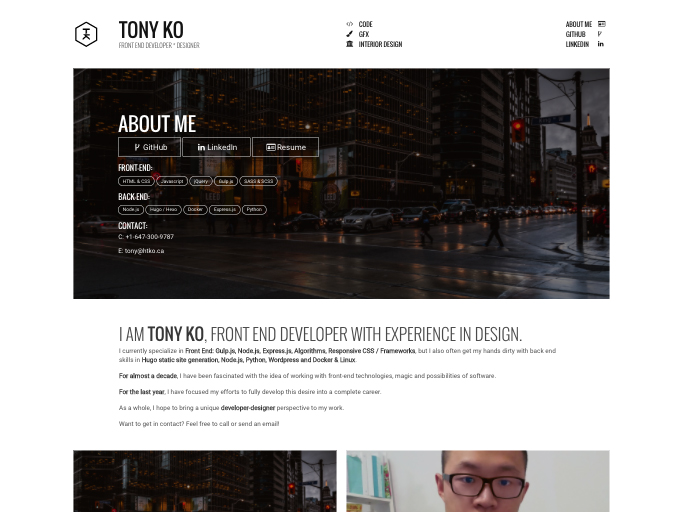 TONY KO
FRONT END DEVELOPER * DESIGNER
CODE
GFX
INTERIOR DESIGN
ABOUT ME
GITHUB
LINKEDIN
ABOUT ME
GitHub
LinkedIn
Resume
FRONT-END:
HTML & CSS Javascript jQuery Gulp.js SASS & SCSS
BACK-END:
Node.js Hugo / Hexo Docker Express.js Python
CONTACT:
C: +1-647-300-9787
E: tony@htko.ca
I AM TONY KO, FRONT END DEVELOPER WITH EXPERIENCE IN DESIGN.
I currently specialize in Front End: Gulp.js, Node.js, Express.js, Algorithms, Responsive CSS / Frameworks, but I also often get my hands dirty with back end
skills in Hugo static site generation, Node.js, Python, Wordpress and Docker & Linux.
For almost a decade, I have been fascinated with the idea of working with front-end technologies, magic and possibilities of software.
For the last year, I have focused my efforts to fully develop this desire into a complete career.
As a whole, I hope to bring a unique developer-designer perspective to my work.
Want to get in contact? Feel free to call or send an email!